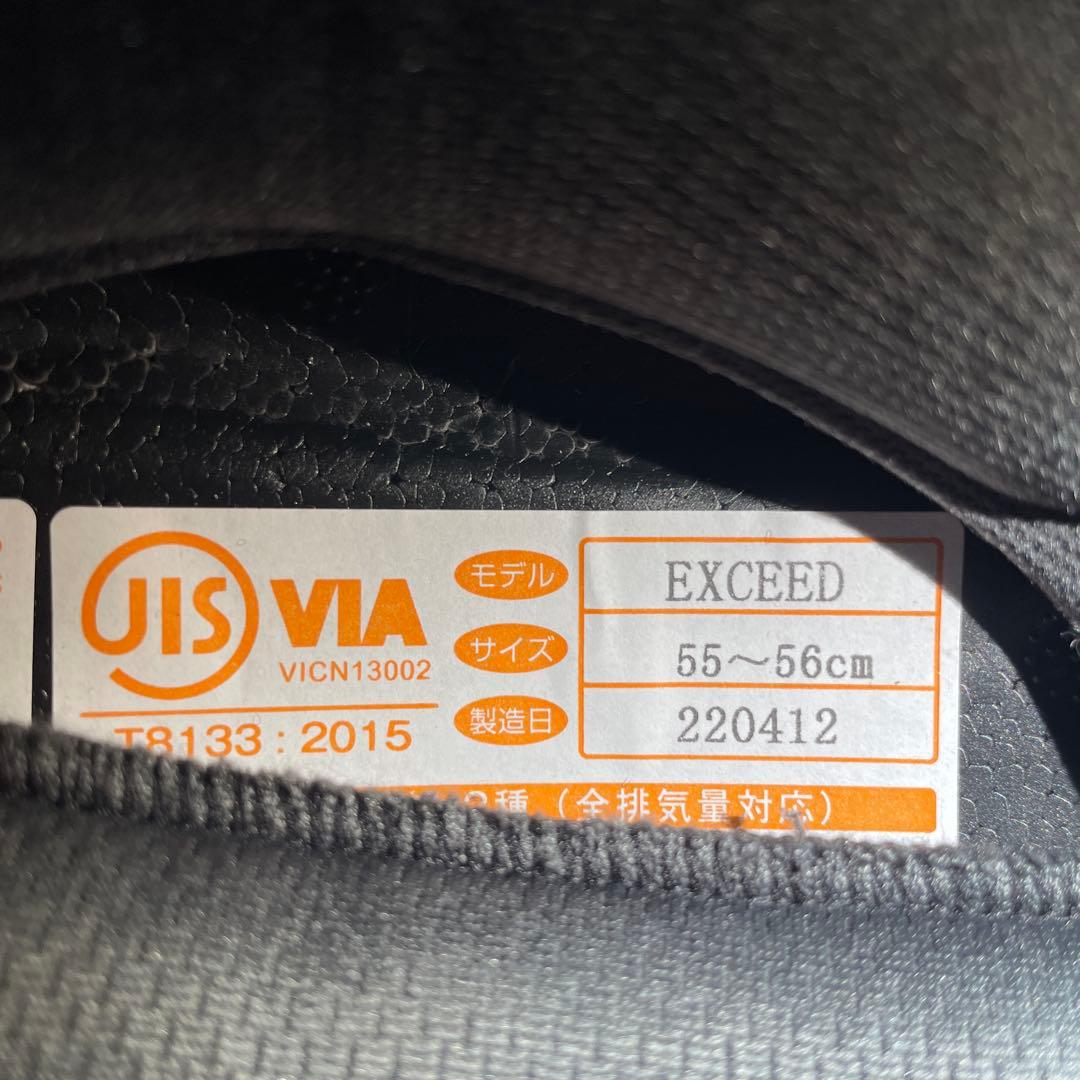 JIS VIA
VICN13002
T8133 : 2015
モデル EXCEED
サイズ 55～56cm
製造日 220412
2種 (全排気量対応)